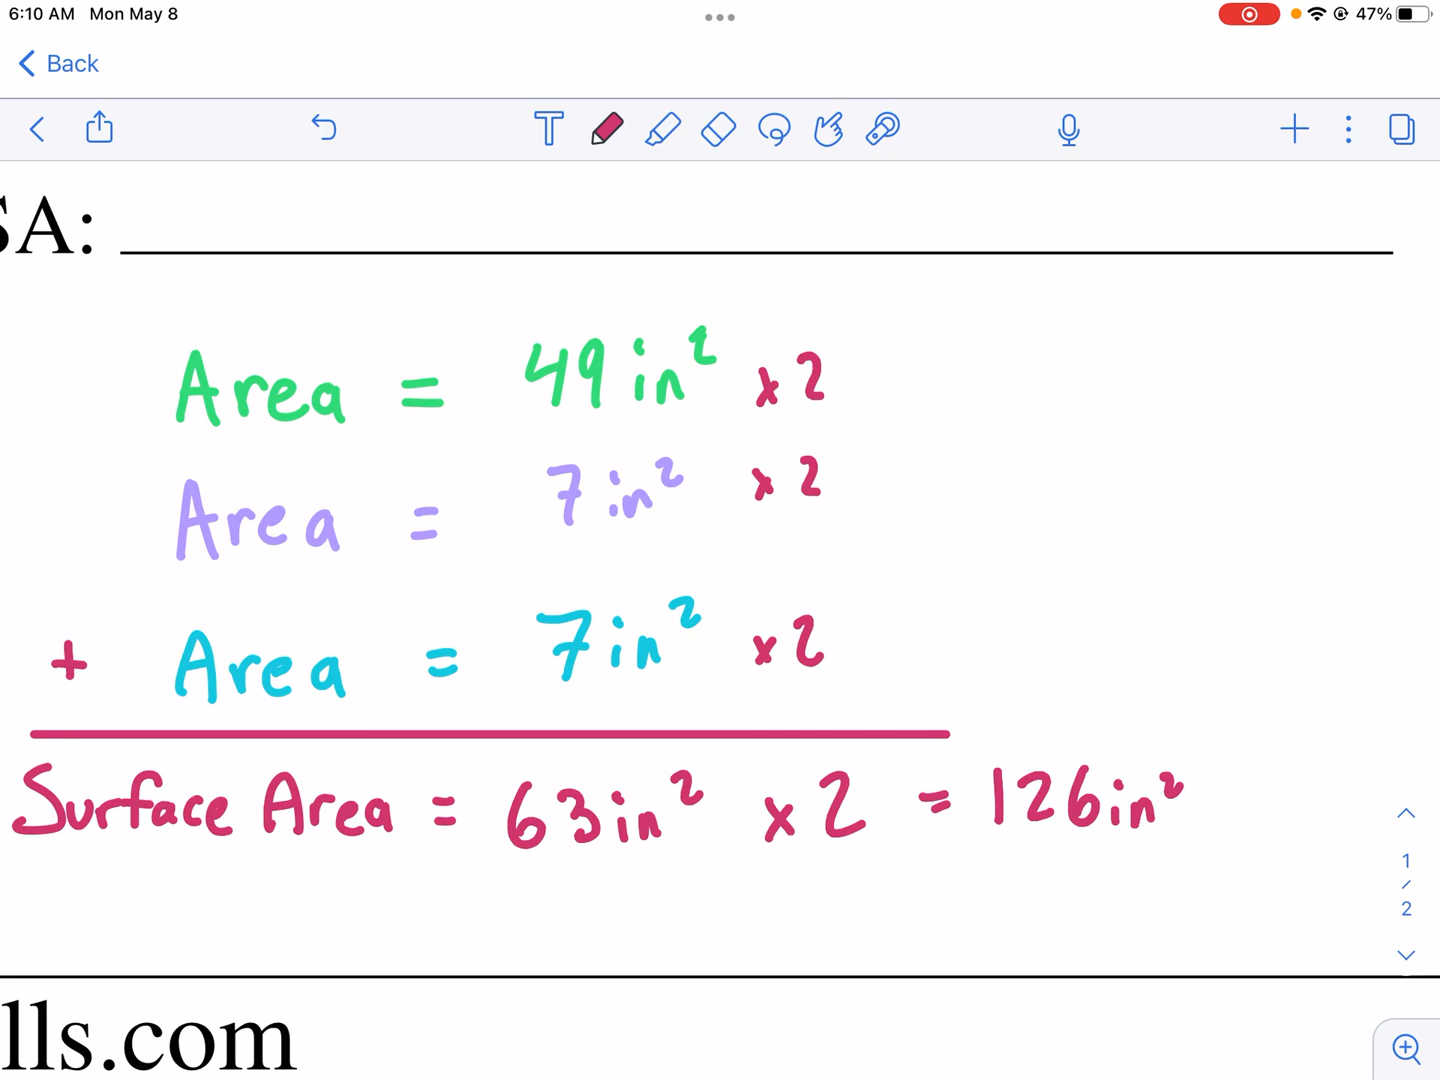 6:10 AM Mon May 8
47%
Back
SA:
Area = 49 in² x 2
Area = 7 in² x 2
+ Area = 7 in² x 2
Surface Area = 63 in² x 2 = 126 in²
1
/
2
lls.com